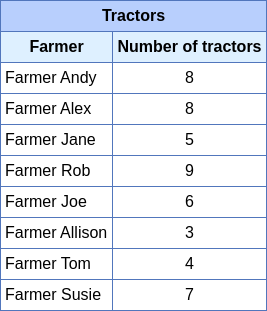 Tractors
Farmer Number of tractors
Farmer Andy 8
Farmer Alex 8
Farmer Jane 5
Farmer Rob 9
Farmer Joe 6
Farmer Allison 3
Farmer Tom 4
Farmer Susie 7